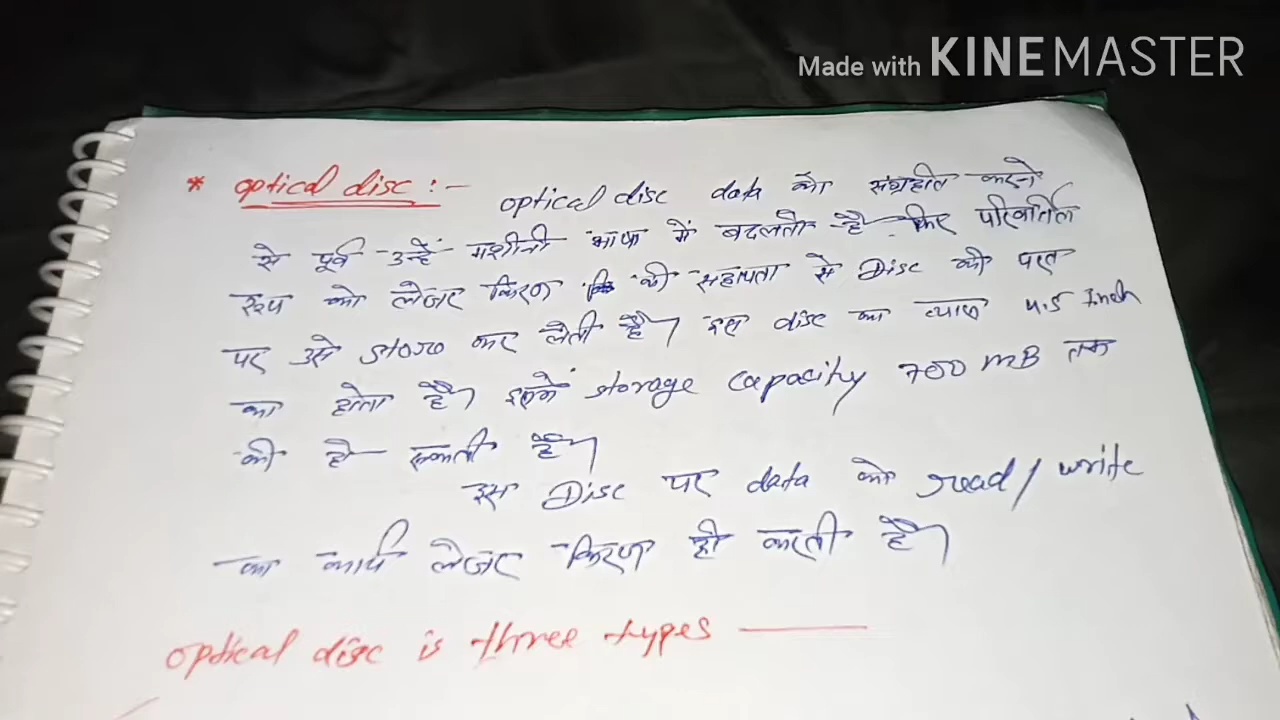 Made with KINEMASTER
* optical disc :- optical disc data को संग्रहीत करने
से पूर्व उन्हें मशीनी भाषा में बदलती है फिर परिवर्तित
रूप को लेजर किरण की सहायता से Disc की परत
पर उसे store कर लेती है। इस disc का व्यास 4.5 Inch
का होता है। इसकें storage capacity 700 MB तक
की हो सकती है।
इस Disc पर data को read/write
का कार्य लेजर किरण ही करती है।
optical disc is three types —